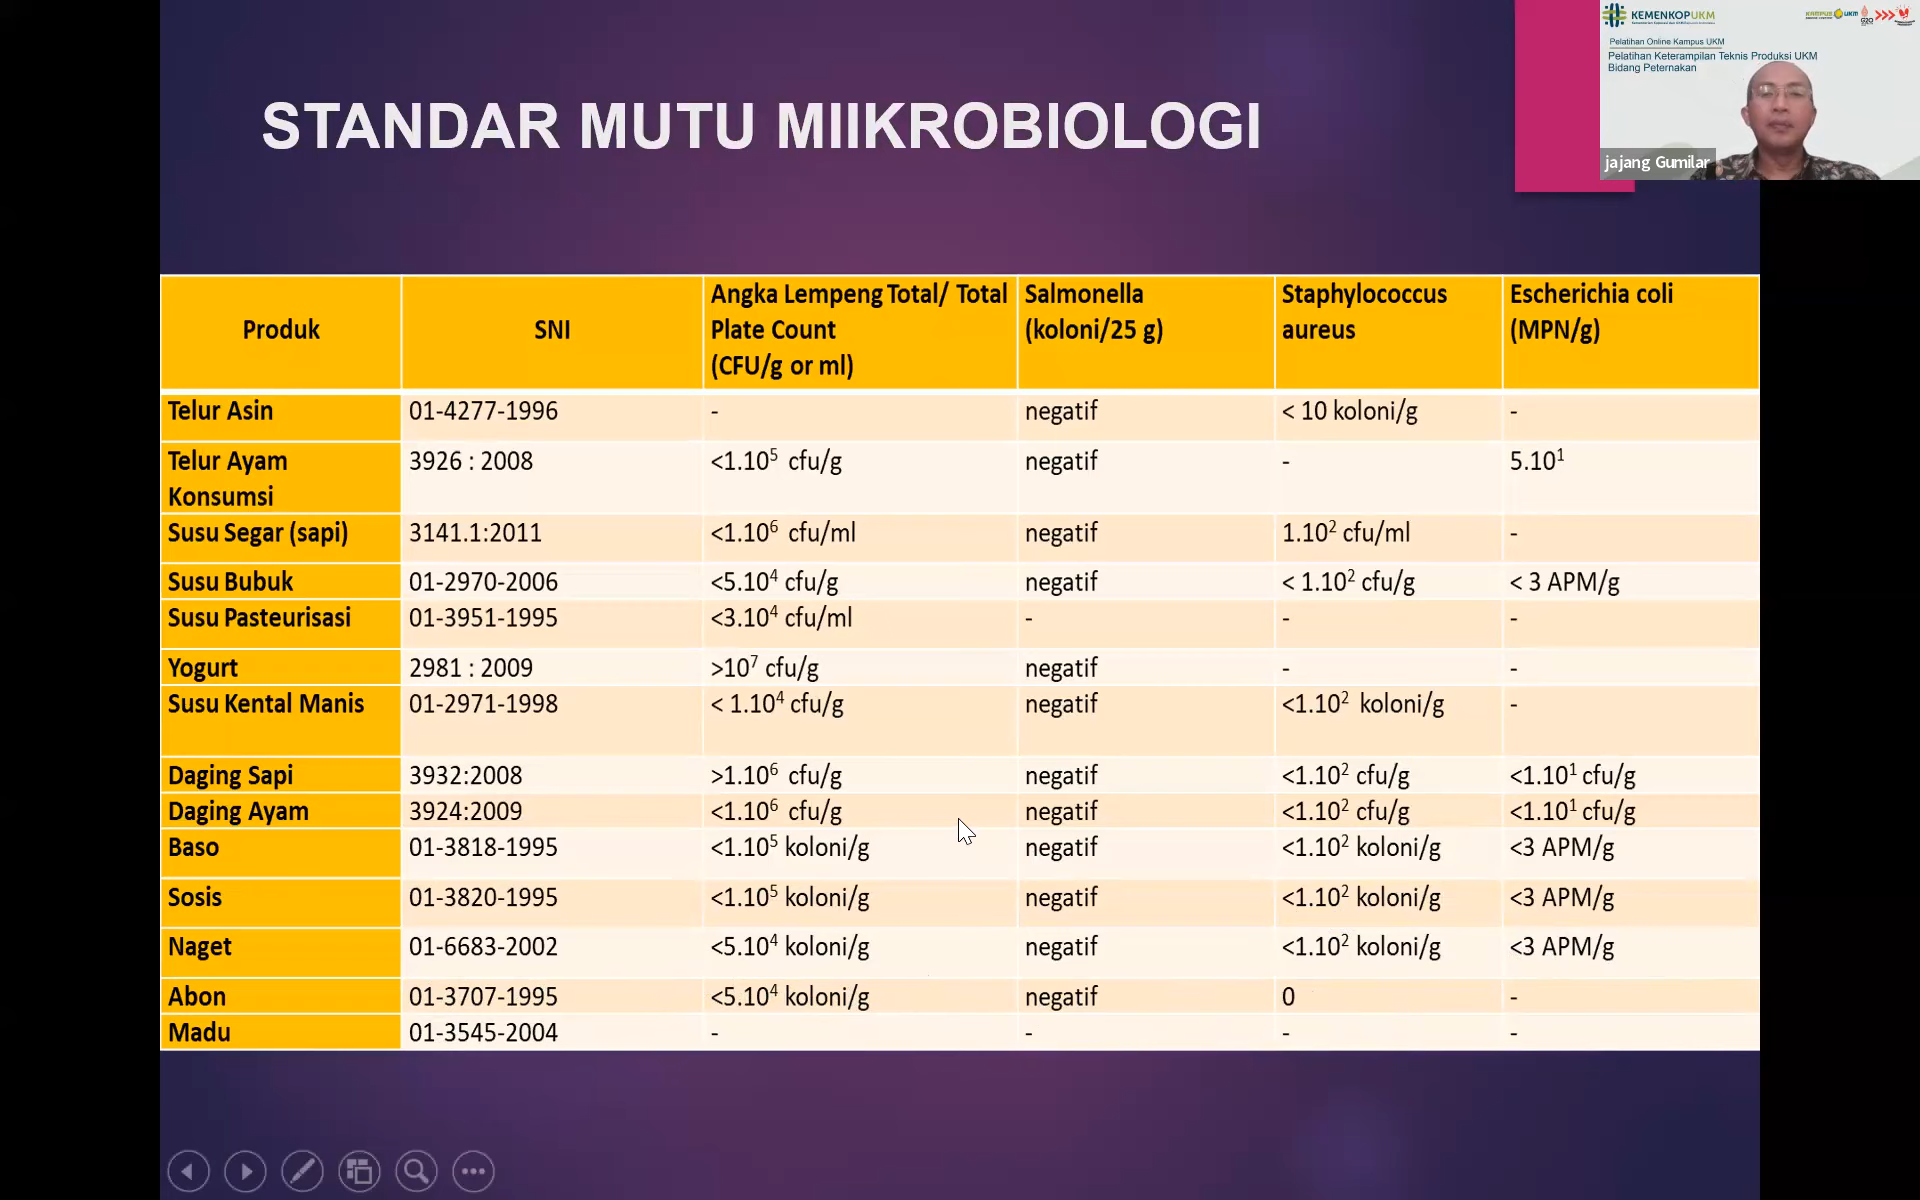 KEMENKOPUKM
KAMPUS UKM
G20
Pelatihan Online Kampus UKM
Pelatihan Keterampilan Teknis Produksi UKM
Bidang Peternakan
jajang Gumilar
STANDAR MUTU MIIKROBIOLOGI
Produk SNI Angka Lempeng Total/ Total Plate Count (CFU/g or ml) Salmonella (koloni/25 g) Staphylococcus aureus Escherichia coli (MPN/g)
Telur Asin 01-4277-1996 - negatif < 10 koloni/g -
Telur Ayam Konsumsi 3926 : 2008 <1.10⁵ cfu/g negatif - 5.10¹
Susu Segar (sapi) 3141.1:2011 <1.10⁶ cfu/ml negatif 1.10² cfu/ml -
Susu Bubuk 01-2970-2006 <5.10⁴ cfu/g negatif < 1.10² cfu/g < 3 APM/g
Susu Pasteurisasi 01-3951-1995 <3.10⁴ cfu/ml - - -
Yogurt 2981 : 2009 >10⁷ cfu/g negatif - -
Susu Kental Manis 01-2971-1998 < 1.10⁴ cfu/g negatif <1.10² koloni/g -
Daging Sapi 3932:2008 >1.10⁶ cfu/g negatif <1.10² cfu/g <1.10¹ cfu/g
Daging Ayam 3924:2009 <1.10⁶ cfu/g negatif <1.10² cfu/g <1.10¹ cfu/g
Baso 01-3818-1995 <1.10⁵ koloni/g negatif <1.10² koloni/g <3 APM/g
Sosis 01-3820-1995 <1.10⁵ koloni/g negatif <1.10² koloni/g <3 APM/g
Naget 01-6683-2002 <5.10⁴ koloni/g negatif <1.10² koloni/g <3 APM/g
Abon 01-3707-1995 <5.10⁴ koloni/g negatif 0 -
Madu 01-3545-2004 - - - -